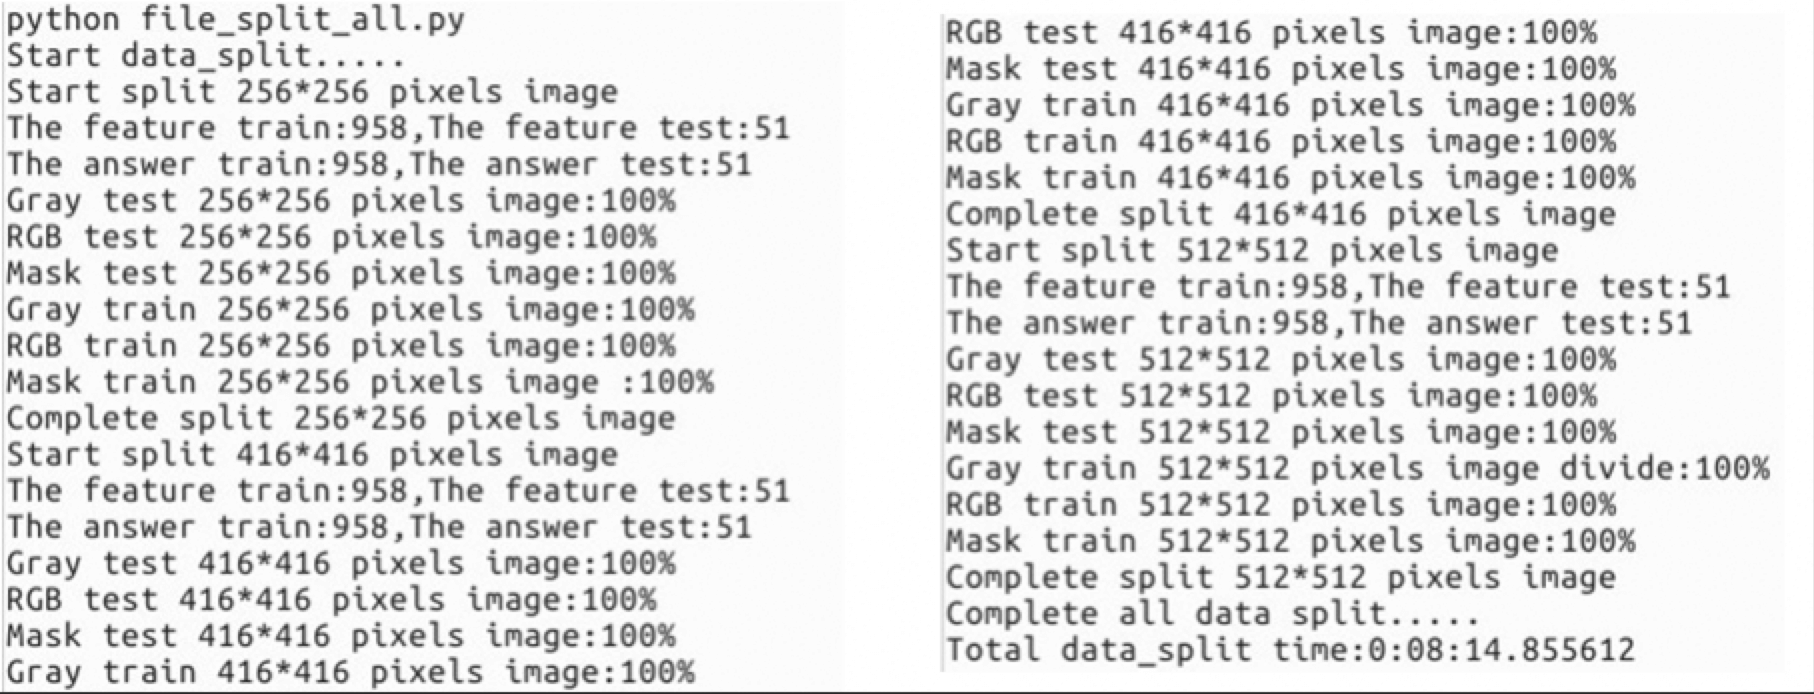 python file_split_all.py
Start data_split.....
Start split 256*256 pixels image
The feature train:958,The feature test:51
The answer train:958,The answer test:51
Gray test 256*256 pixels image:100%
RGB test 256*256 pixels image:100%
Mask test 256*256 pixels image:100%
Gray train 256*256 pixels image:100%
RGB train 256*256 pixels image:100%
Mask train 256*256 pixels image :100%
Complete split 256*256 pixels image
Start split 416*416 pixels image
The feature train:958,The feature test:51
The answer train:958,The answer test:51
Gray test 416*416 pixels image:100%
RGB test 416*416 pixels image:100%
Mask test 416*416 pixels image:100%
Gray train 416*416 pixels image:100%
RGB test 416*416 pixels image:100%
Mask test 416*416 pixels image:100%
Gray train 416*416 pixels image:100%
RGB train 416*416 pixels image:100%
Mask train 416*416 pixels image:100%
Complete split 416*416 pixels image
Start split 512*512 pixels image
The feature train:958,The feature test:51
The answer train:958,The answer test:51
Gray test 512*512 pixels image:100%
RGB test 512*512 pixels image:100%
Mask test 512*512 pixels image:100%
Gray train 512*512 pixels image divide:100%
RGB train 512*512 pixels image:100%
Mask train 512*512 pixels image:100%
Complete split 512*512 pixels image
Complete all data split.....
Total data_split time:0:08:14.855612